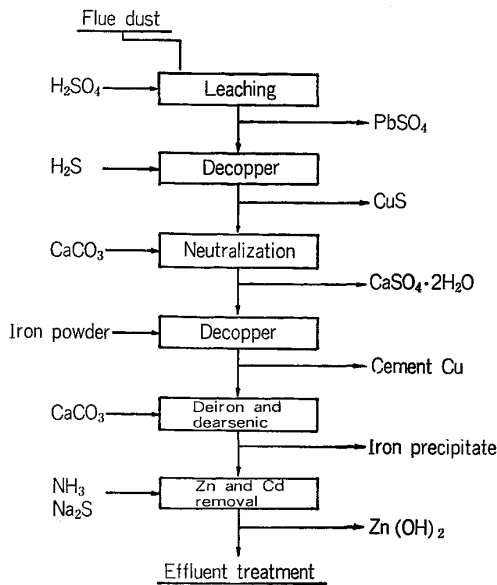 Flue dust
H₂SO₄
Leaching
PbSO₄
H₂S
Decopper
CuS
CaCO₃
Neutralization
CaSO₄·2H₂O
Iron powder
Decopper
Cement Cu
CaCO₃
Deiron and
dearsenic
Iron precipitate
NH₃
Na₂S
Zn and Cd
removal
Zn(OH)₂
Effluent treatment